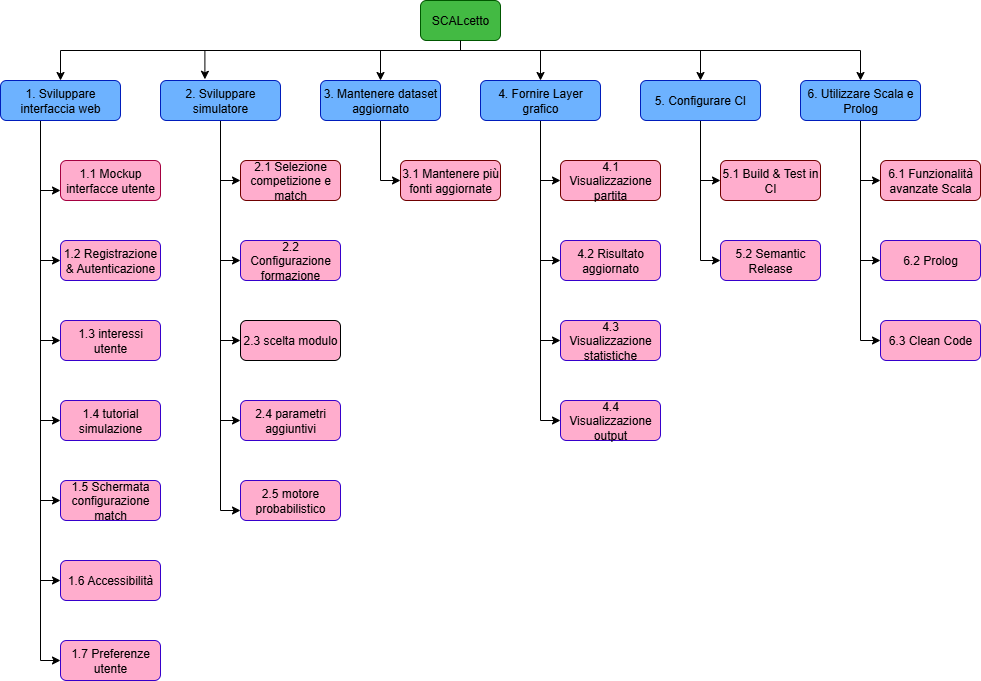 SCALcetto
1. Sviluppare
interfaccia web
2. Sviluppare
simulatore
3. Mantenere dataset
aggiornato
4. Fornire Layer
grafico
5. Configurare CI
6. Utilizzare Scala e
Prolog
1.1 Mockup
interfacce utente
2.1 Selezione
competizione e
match
3.1 Mantenere più
fonti aggiornate
4.1
Visualizzazione
partita
5.1 Build & Test in
CI
6.1 Funzionalità
avanzate Scala
1.2 Registrazione
& Autenticazione
2.2
Configurazione
formazione
4.2 Risultato
aggiornato
5.2 Semantic
Release
6.2 Prolog
1.3 interessi
utente
2.3 scelta modulo
4.3
Visualizzazione
statistiche
6.3 Clean Code
1.4 tutorial
simulazione
2.4 parametri
aggiuntivi
4.4
Visualizzazione
output
1.5 Schermata
configurazione
match
2.5 motore
probabilistico
1.6 Accessibilità
1.7 Preferenze
utente